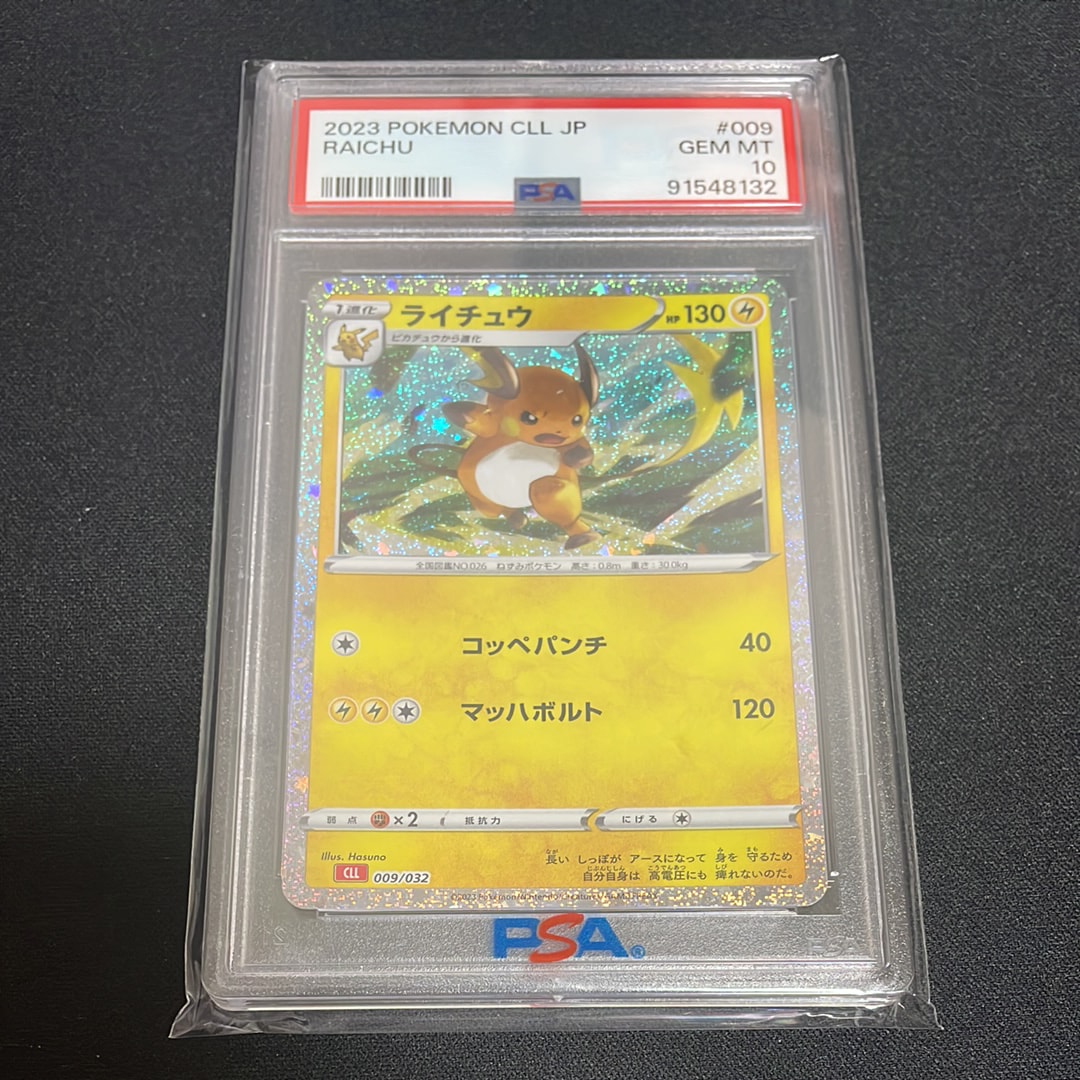 2023 POKEMON CLL JP #009
RAICHU GEM MT
10
91548132
PSA
1進化 ライチュウ HP 130
ピカチュウから進化
全国図鑑NO.026 ねずみポケモン 高さ:0.8m 重さ:30.0kg
コッペパンチ 40
マッハボルト 120
弱点 ×2 抵抗力 にげる
Illus. Hasuno
長い しっぽが アースになって 身を 守るため
自分自身は 高電圧にも 痺れないのだ。
CLL 009/032
PSA®